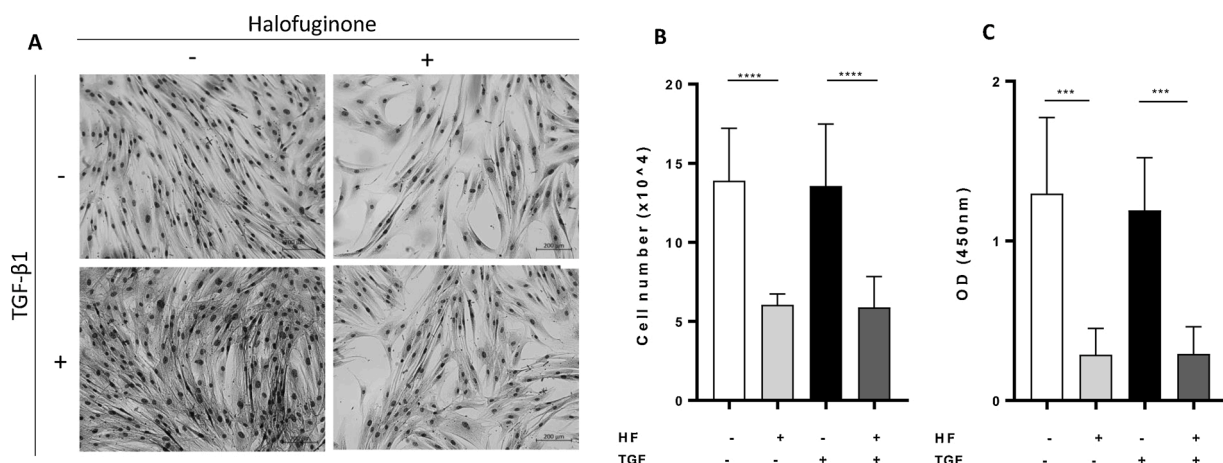 A
Halofuginone
- +
TGF-β1
-
+
200 µm
200 µm
B
Cell number (x10^4)
20
15
10
5
0
**** ****
HF - + - +
TGF - - + +
C
OD (450nm)
2
1
0
*** ***
HF - + - +
TGF - - + +